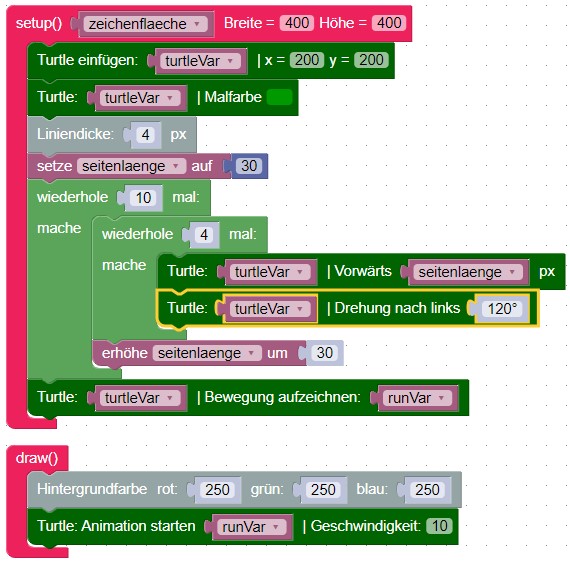 setup() zeichenflaeche Breite = 400 Höhe = 400
Turtle einfügen: turtleVar | x = 200 y = 200
Turtle: turtleVar | Malfarbe
Liniendicke: 4 px
setze seitenlaenge auf 30
wiederhole 10 mal:
mache wiederhole 4 mal:
mache Turtle: turtleVar | Vorwärts seitenlaenge px
Turtle: turtleVar | Drehung nach links 120°
erhöhe seitenlaenge um 30
Turtle: turtleVar | Bewegung aufzeichnen: runVar
draw()
Hintergrundfarbe rot: 250 grün: 250 blau: 250
Turtle: Animation starten runVar | Geschwindigkeit: 10